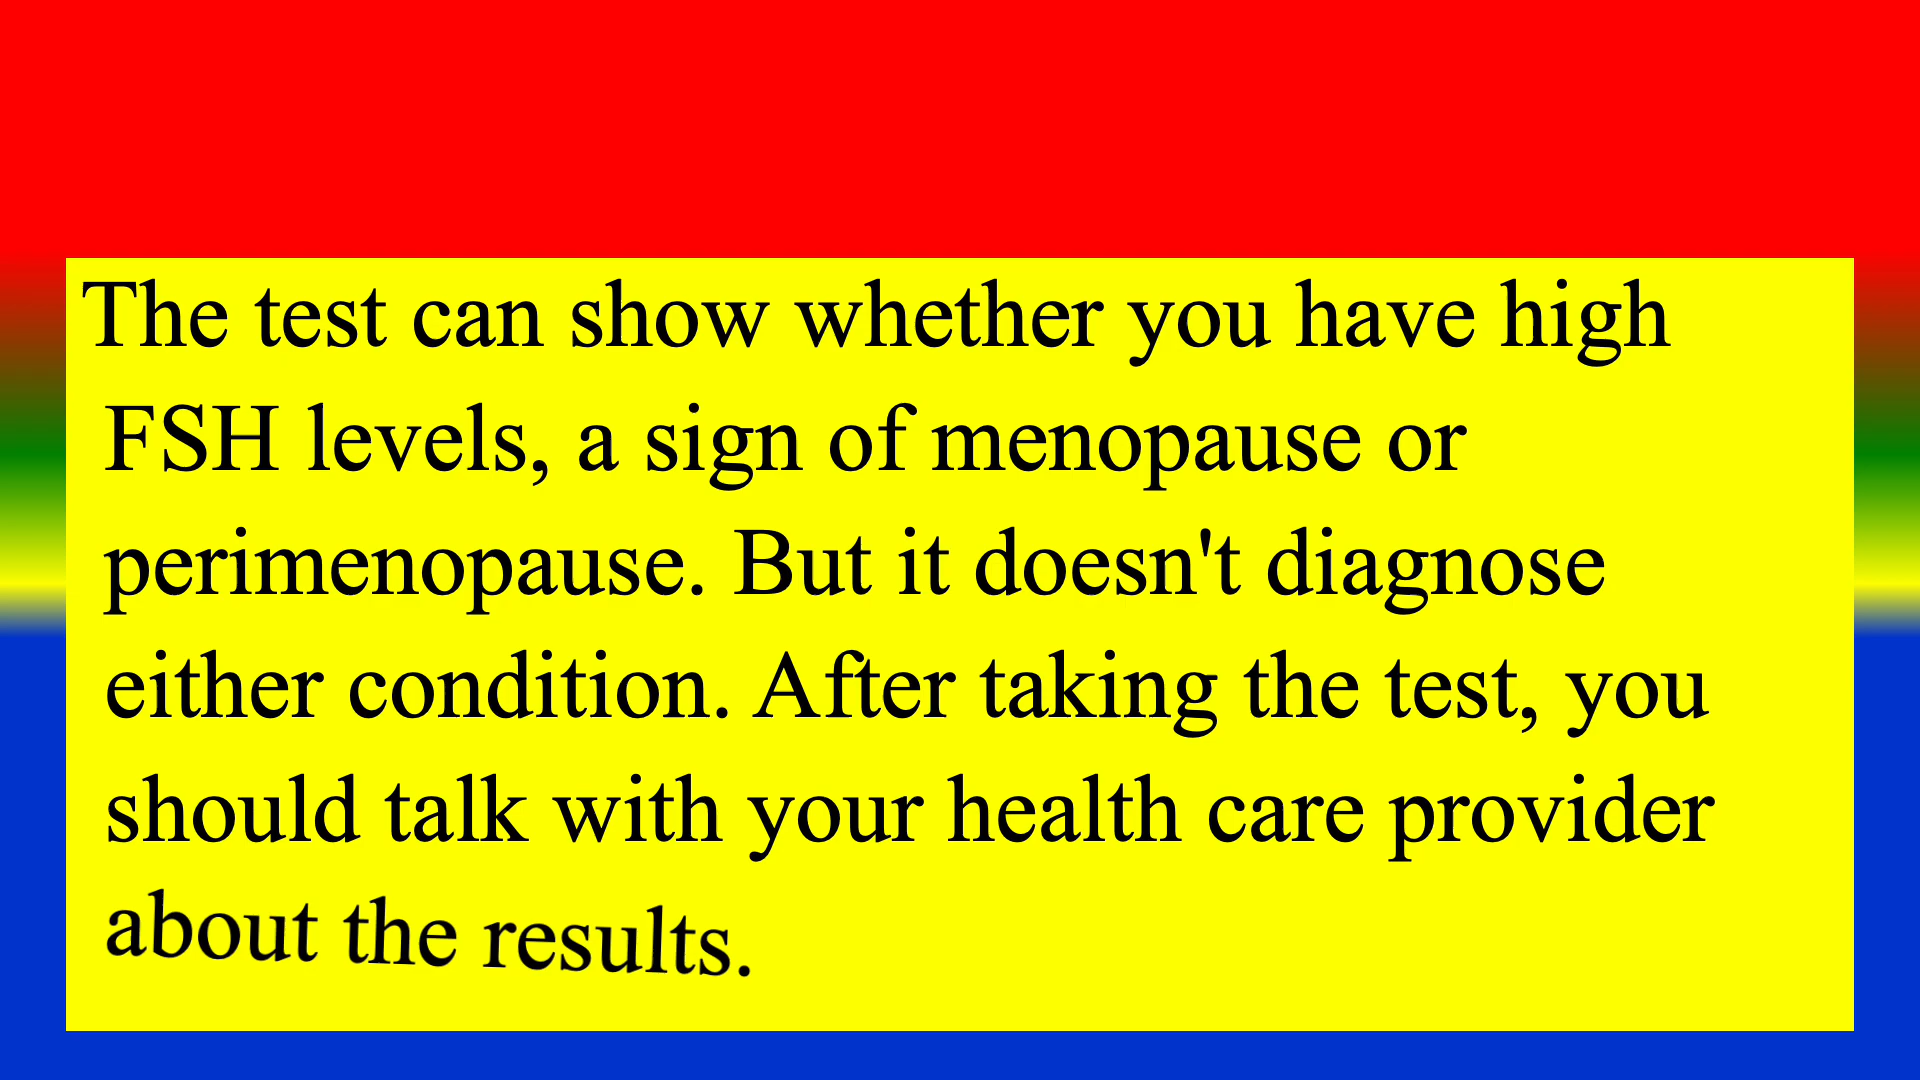 The test can show whether you have high
FSH levels, a sign of menopause or
perimenopause. But it doesn't diagnose
either condition. After taking the test, you
should talk with your health care provider
about the results.